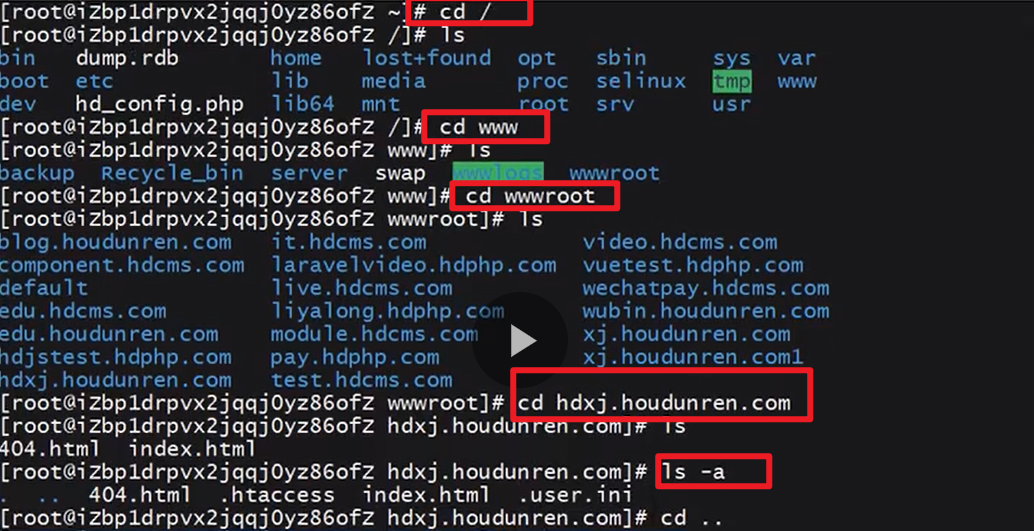 [root@iZbp1drpvx2jqqj0yz86ofZ ~]# cd /
[root@iZbp1drpvx2jqqj0yz86ofZ /]# ls
bin dump.rdb home lost+found opt sbin sys var
boot etc lib media proc selinux tmp www
dev hd_config.php lib64 mnt root srv usr
[root@iZbp1drpvx2jqqj0yz86ofZ /]# cd www
[root@iZbp1drpvx2jqqj0yz86ofZ www]# ls
backup Recycle_bin server swap wwwlogs wwwroot
[root@iZbp1drpvx2jqqj0yz86ofZ www]# cd wwwroot
[root@iZbp1drpvx2jqqj0yz86ofZ wwwroot]# ls
blog.houdunren.com it.hdcms.com video.hdcms.com
component.hdcms.com laravelvideo.hdphp.com vuetest.hdphp.com
default live.hdcms.com wechatpay.hdcms.com
edu.hdcms.com liyalong.hdphp.com wubin.houdunren.com
edu.houdunren.com module.hdcms.com xj.houdunren.com
hdjstest.hdphp.com pay.hdphp.com xj.houdunren.com1
hdxj.houdunren.com test.hdcms.com
[root@iZbp1drpvx2jqqj0yz86ofZ wwwroot]# cd hdxj.houdunren.com
[root@iZbp1drpvx2jqqj0yz86ofZ hdxj.houdunren.com]# ls
404.html index.html
[root@iZbp1drpvx2jqqj0yz86ofZ hdxj.houdunren.com]# ls -a
. .. 404.html .htaccess index.html .user.ini
[root@iZbp1drpvx2jqqj0yz86ofZ hdxj.houdunren.com]# cd ..